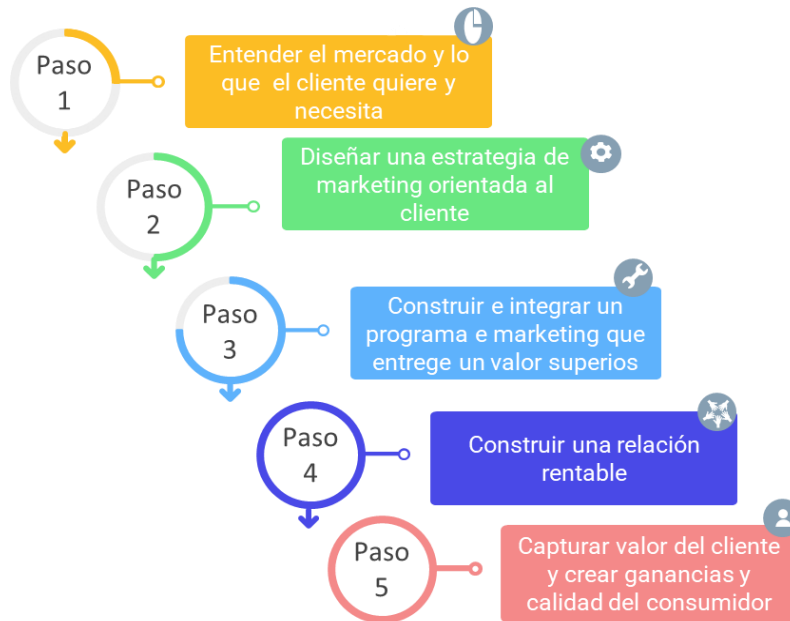 Paso
1
Entender el mercado y lo
que el cliente quiere y
necesita
Paso
2
Diseñar una estrategia de
marketing orientada al
cliente
Paso
3
Construir e integrar un
programa e marketing que
entrege un valor superios
Paso
4
Construir una relación
rentable
Paso
5
Capturar valor del cliente
y crear ganancias y
calidad del consumidor